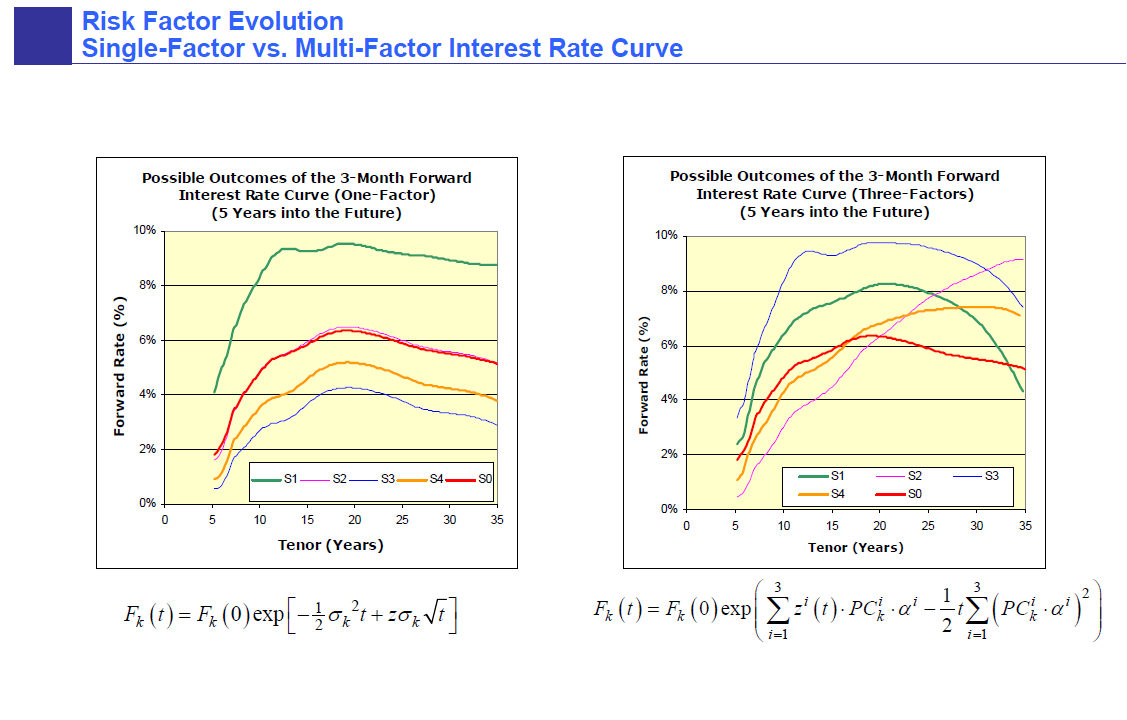 Risk Factor Evolution
Single-Factor vs. Multi-Factor Interest Rate Curve
Possible Outcomes of the 3-Month Forward
Interest Rate Curve (One-Factor)
(5 Years into the Future)
10%
8%
6%
4%
2%
0%
0 5 10 15 20 25 30 35
Forward Rate (%)
Tenor (Years)
S1 S2 S3 S4 S0
F_k(t) = F_k(0) exp[−½σ_k²t + zσ_k√t]
Possible Outcomes of the 3-Month Forward
Interest Rate Curve (Three-Factors)
(5 Years into the Future)
10%
8%
6%
4%
2%
0%
0 5 10 15 20 25 30 35
Forward Rate (%)
Tenor (Years)
S1 S2 S3
S4 S0
F_k(t) = F_k(0) exp(∑_{i=1}^{3} z^i(t)·PC_k^i·α^i − ½t∑_{i=1}^{3}(PC_k^i·α^i)²)